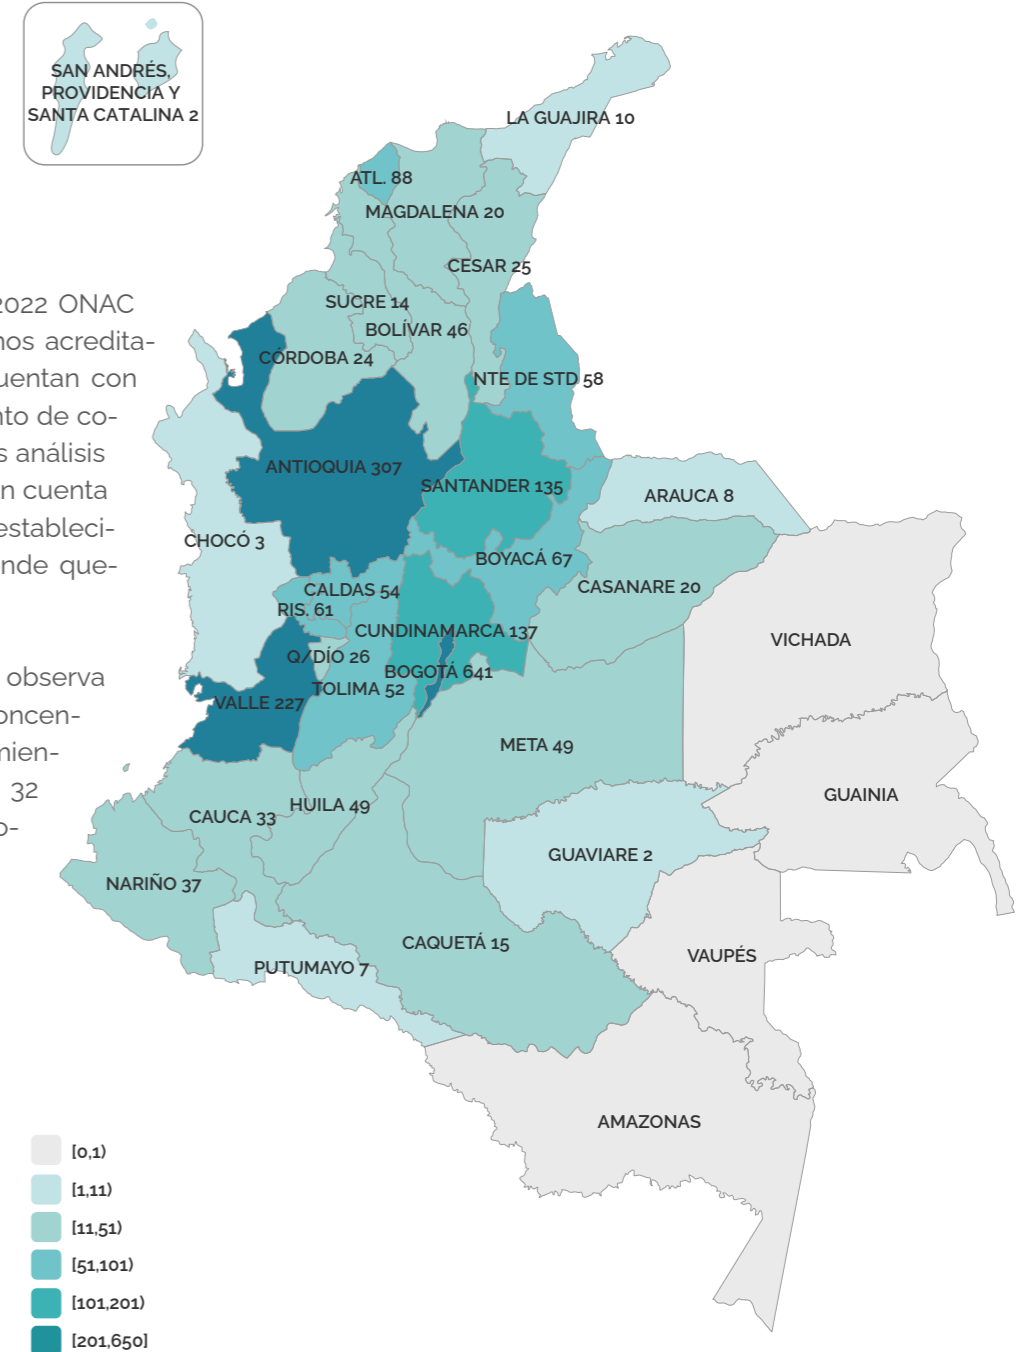 SAN ANDRÉS,
PROVIDENCIA Y
SANTA CATALINA 2
LA GUAJIRA 10
ATL. 88
MAGDALENA 20
CESAR 25
2022 ONAC
nos acredita-
uentan con
nto de co-
s análisis
n cuenta
estableci-
nde que-
observa
oncen-
mien-
32
o-
SUCRE 14
BOLÍVAR 46
CÓRDOBA 24
NTE DE STD 58
ANTIOQUIA 307
SANTANDER 135
ARAUCA 8
CHOCÓ 3
BOYACÁ 67
CASANARE 20
CALDAS 54
RIS. 61
CUNDINAMARCA 137
VICHADA
Q/DÍO 26
BOGOTÁ 641
TOLIMA 52
VALLE 227
META 49
GUAINIA
HUILA 49
CAUCA 33
GUAVIARE 2
NARIÑO 37
CAQUETÁ 15
VAUPÉS
PUTUMAYO 7
AMAZONAS
[0,1)
[1,11)
[11,51)
[51,101)
[101,201)
[201,650]